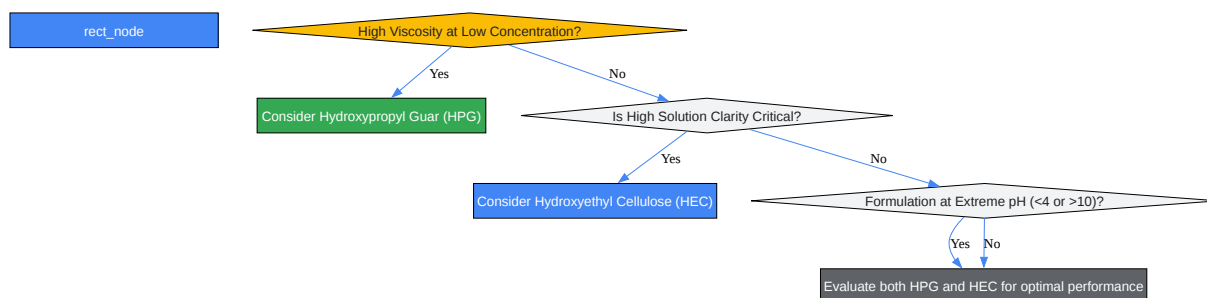 rect_node
High Viscosity at Low Concentration?
Yes
No
Consider Hydroxypropyl Guar (HPG)
Is High Solution Clarity Critical?
Yes
No
Consider Hydroxyethyl Cellulose (HEC)
Formulation at Extreme pH (<4 or >10)?
Yes
No
Evaluate both HPG and HEC for optimal performance